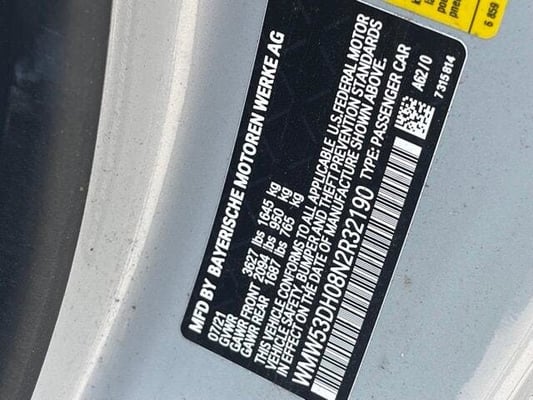 MFD BY BAYERISCHE MOTOREN WERKE AG
07/21
GVWR 3627 lbs 1645 kg
GAWR FRONT 2094 lbs 950 kg
GAWR REAR 1687 lbs 765 kg
THIS VEHICLE CONFORMS TO ALL APPLICABLE U.S. FEDERAL MOTOR
VEHICLE SAFETY, BUMPER AND THEFT PREVENTION STANDARDS
IN EFFECT ON THE DATE OF MANUFACTURE SHOWN ABOVE.
WMW53DH08N2R32190 TYPE: PASSENGER CAR
A62/0
7 315 814
6 859